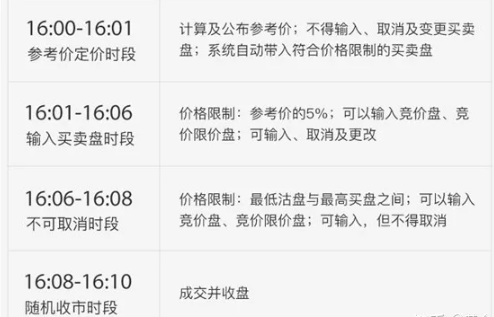 16:00-16:01
参考价定价时段
计算及公布参考价；不得输入、取消及变更买卖
盘；系统自动带入符合价格限制的买卖盘
16:01-16:06
输入买卖盘时段
价格限制：参考价的5%；可以输入竞价盘、竞
价限价盘；可输入、取消及更改
16:06-16:08
不可取消时段
价格限制：最低沽盘与最高买盘之间；可以输入
竞价盘、竞价限价盘；可输入，但不得取消
16:08-16:10
随机收市时段
成交并收盘